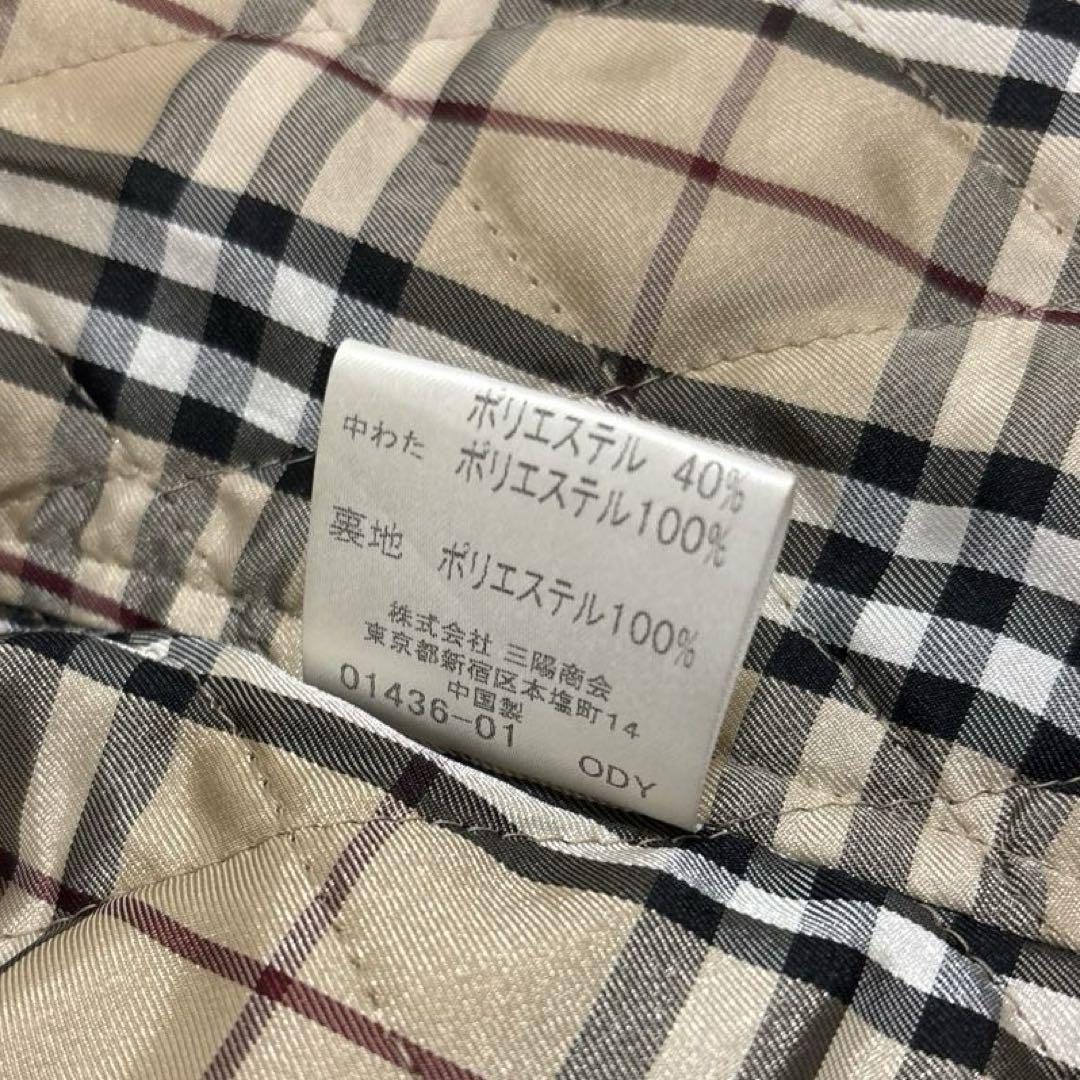 ポリエステル 40%
中わた ポリエステル100%
裏地 ポリエステル100%
株式会社 三陽商会
東京都新宿区本塩町14
中国製
01436-01
ODY